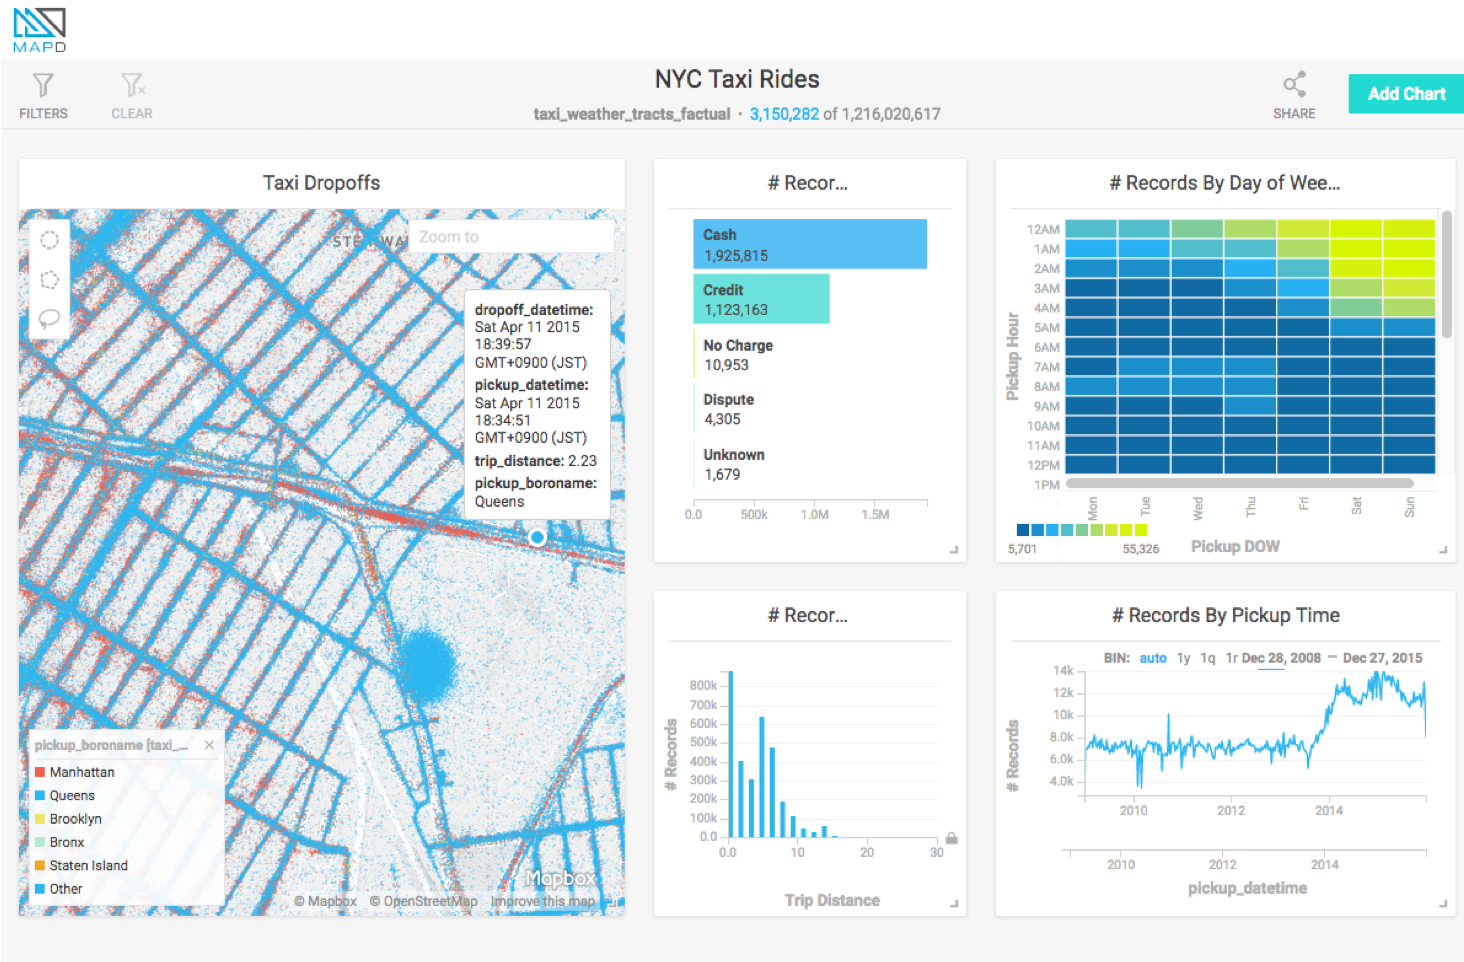 MAPD
FILTERS
CLEAR
NYC Taxi Rides
taxi_weather_tracts_factual · 3,150,282 of 1,216,020,617
SHARE
Add Chart
Taxi Dropoffs
Zoom to
dropoff_datetime:
Sat Apr 11 2015
18:39:57
GMT+0900 (JST)
pickup_datetime:
Sat Apr 11 2015
18:34:51
GMT+0900 (JST)
trip_distance: 2.23
pickup_boroname:
Queens
pickup_boroname [taxi_... ×
Manhattan
Queens
Brooklyn
Bronx
Staten Island
Other
Mapbox
© Mapbox © OpenStreetMap Improve this map
# Recor...
Cash
1,925,815
Credit
1,123,163
No Charge
10,953
Dispute
4,305
Unknown
1,679
0.0 500k 1.0M 1.5M
# Records By Day of Wee...
Pickup Hour
12AM
1AM
2AM
3AM
4AM
5AM
6AM
7AM
8AM
9AM
10AM
11AM
12PM
1PM
Mon Tue Wed Thu Fri Sat Sun
5,701 55,326
Pickup DOW
# Recor...
# Records
800k
700k
600k
500k
400k
300k
200k
100k
0.0
0.0 10 20 30
Trip Distance
# Records By Pickup Time
BIN: auto 1y 1q 1r Dec 28, 2008 — Dec 27, 2015
# Records
14k
12k
10k
8.0k
6.0k
4.0k
2010 2012 2014
2010 2012 2014
pickup_datetime